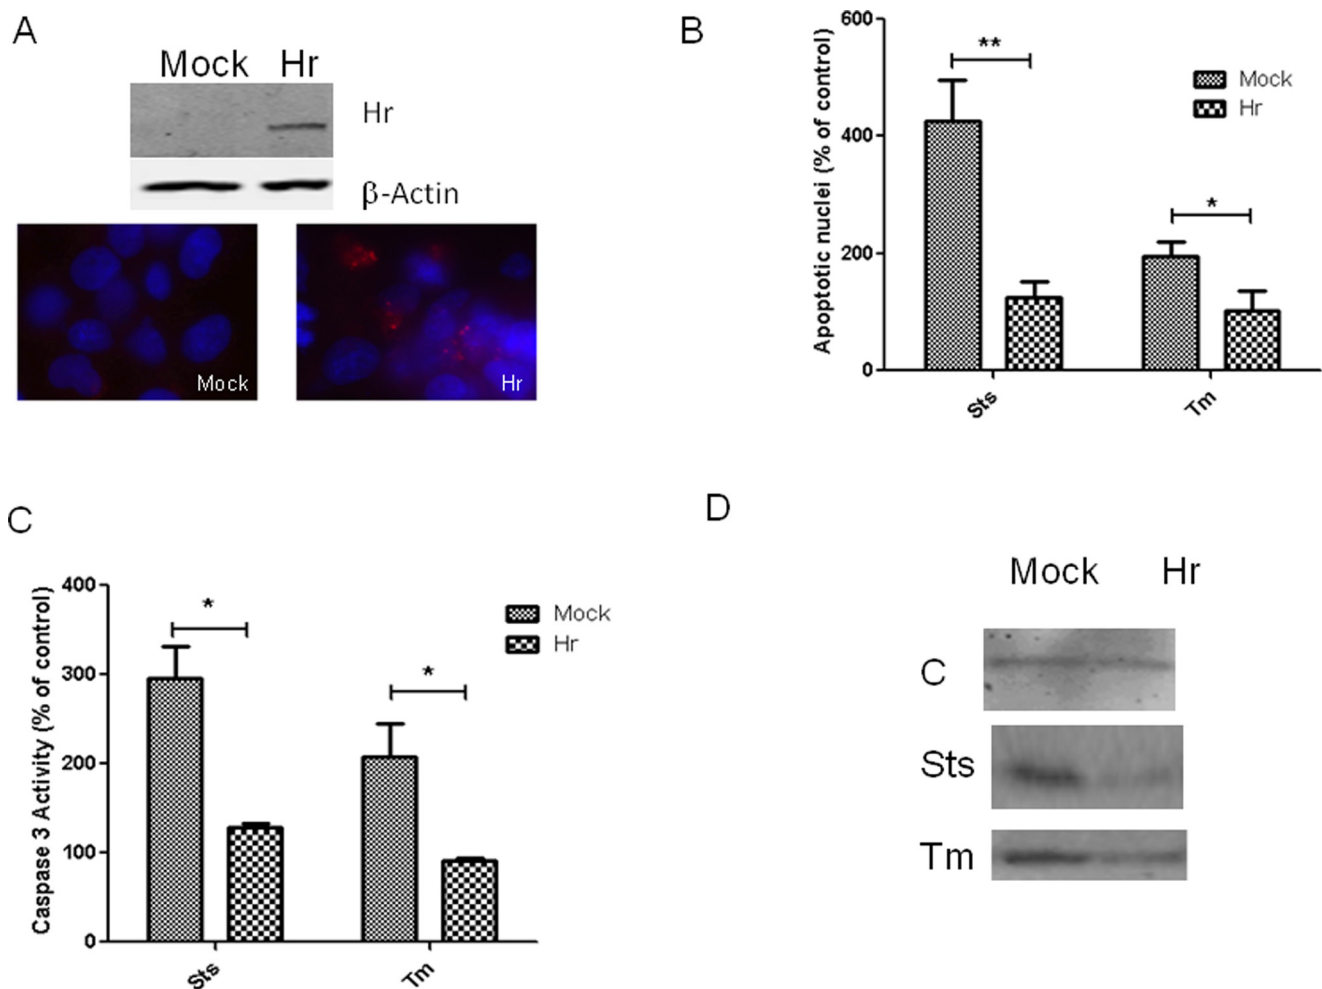 A
Mock Hr
Hr
β-Actin
Mock
Hr
B
Apoptotic nuclei (% of control)
600
400
200
0
**
*
Mock
Hr
Sts
Tm
C
Caspase 3 Activity (% of control)
400
300
200
100
0
*
*
Mock
Hr
Sts
Tm
D
Mock Hr
C
Sts
Tm